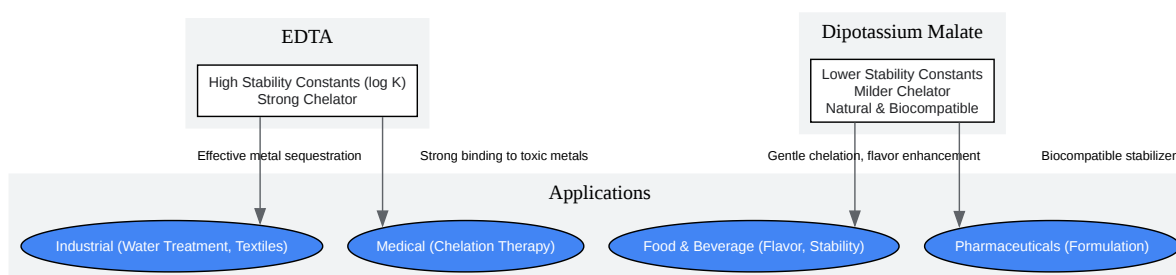 EDTA
High Stability Constants (log K)
Strong Chelator
Dipotassium Malate
Lower Stability Constants
Milder Chelator
Natural & Biocompatible
Effective metal sequestration
Strong binding to toxic metals
Gentle chelation, flavor enhancement
Biocompatible stabilizer
Applications
Industrial (Water Treatment, Textiles)
Medical (Chelation Therapy)
Food & Beverage (Flavor, Stability)
Pharmaceuticals (Formulation)